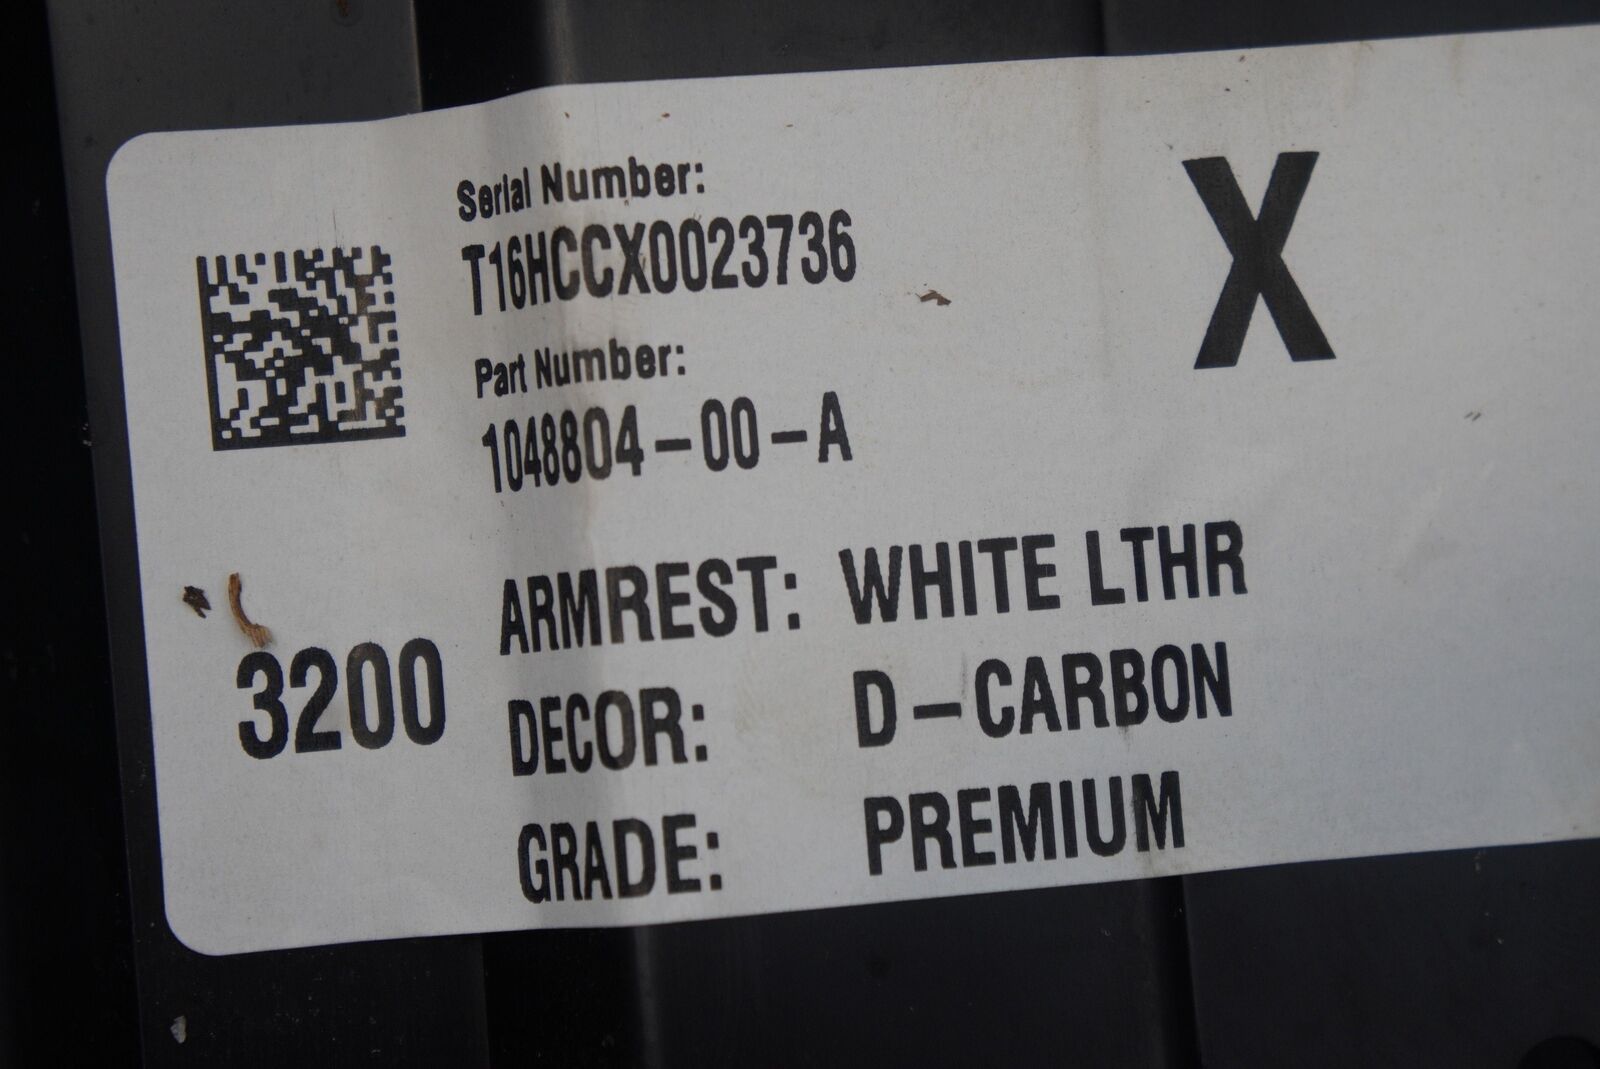 Serial Number:
T16HCCX0023736
X
Part Number:
1048804-00-A
ARMREST: WHITE LTHR
3200
DECOR: D-CARBON
GRADE: PREMIUM